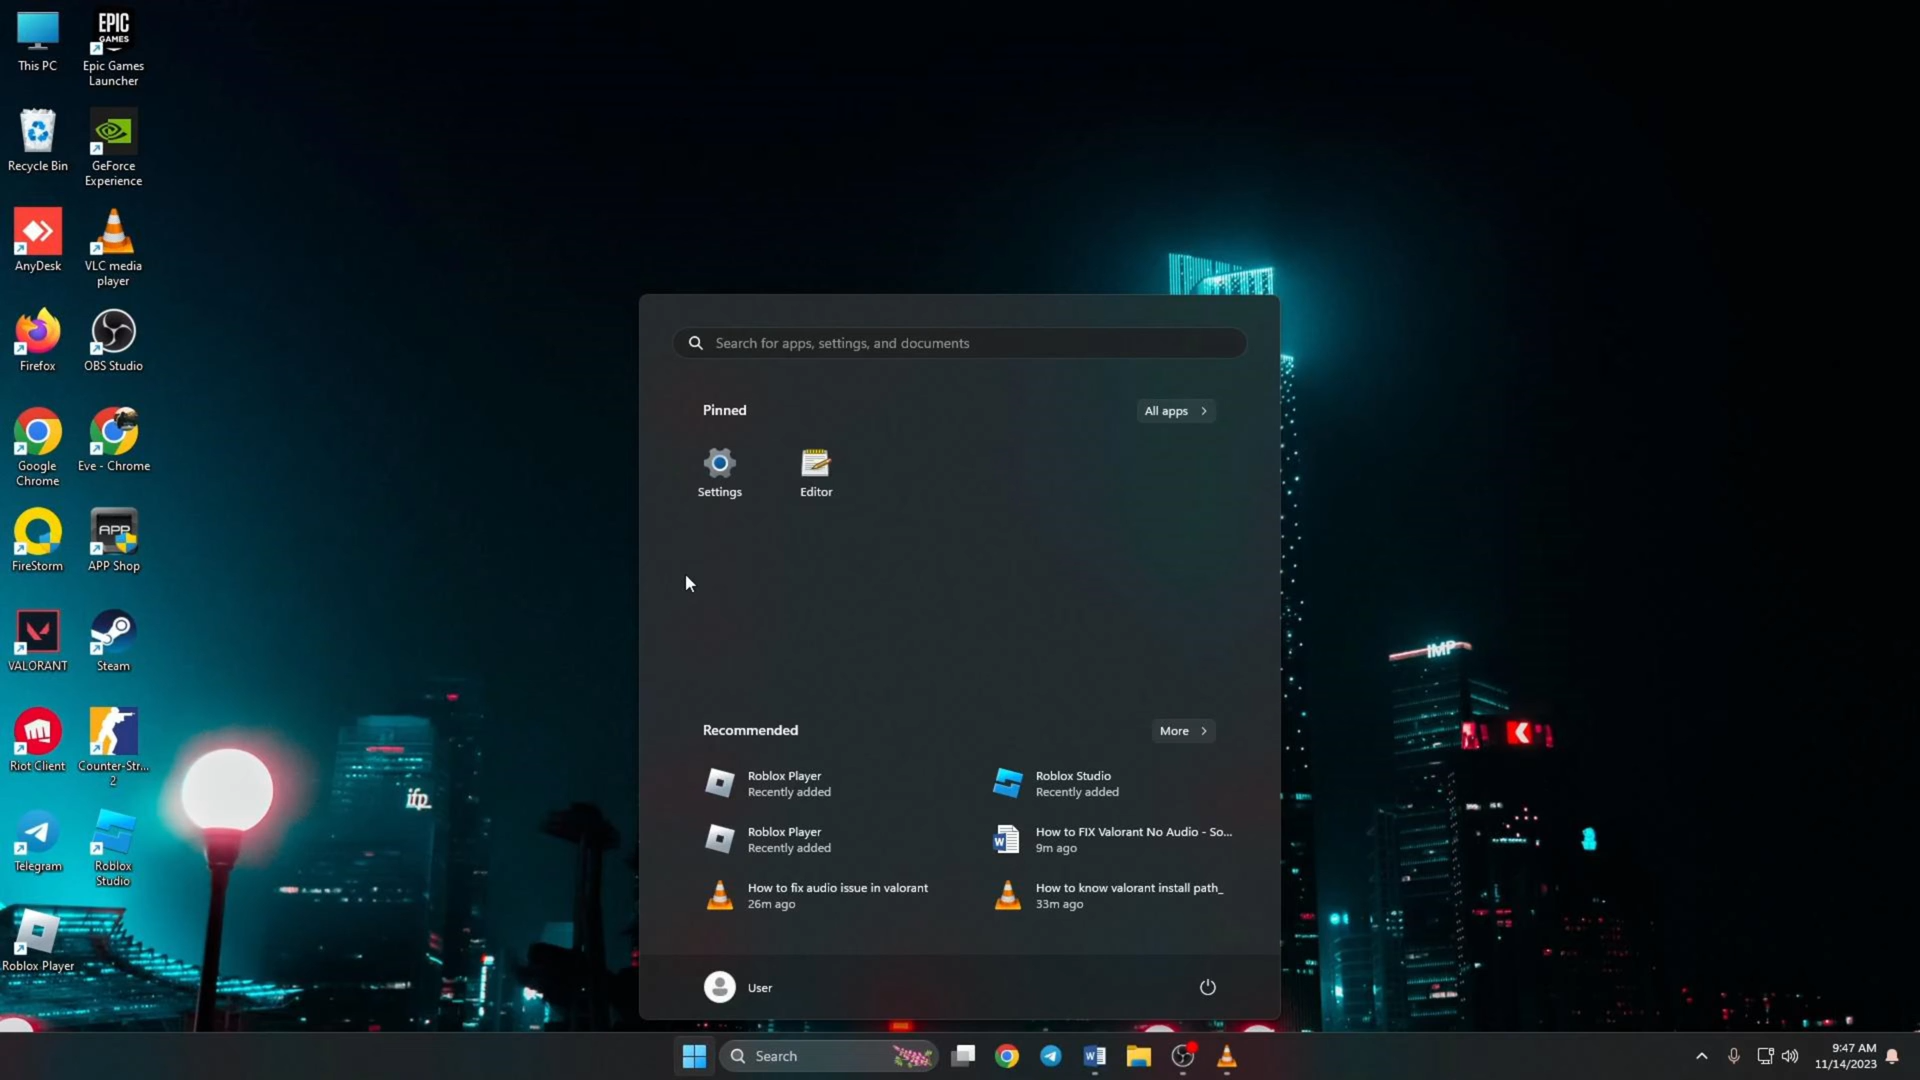 This PC
EPIC
GAMES
Epic Games
Launcher
Recycle Bin
GeForce
Experience
AnyDesk
VLC media
player
Firefox
OBS Studio
Google
Chrome
Eve - Chrome
FireStorm
APP
APP Shop
VALORANT
Steam
Riot Client
Counter-Str...
2
Telegram
Roblox
Studio
Roblox Player
Search for apps, settings, and documents
Pinned
All apps
Settings
Editor
Recommended
More
Roblox Player
Recently added
Roblox Studio
Recently added
Roblox Player
Recently added
How to FIX Valorant No Audio - So...
9m ago
How to fix audio issue in valorant
26m ago
How to know valorant install path_
33m ago
User
ifp
IMP
Search
9:47 AM
11/14/2023